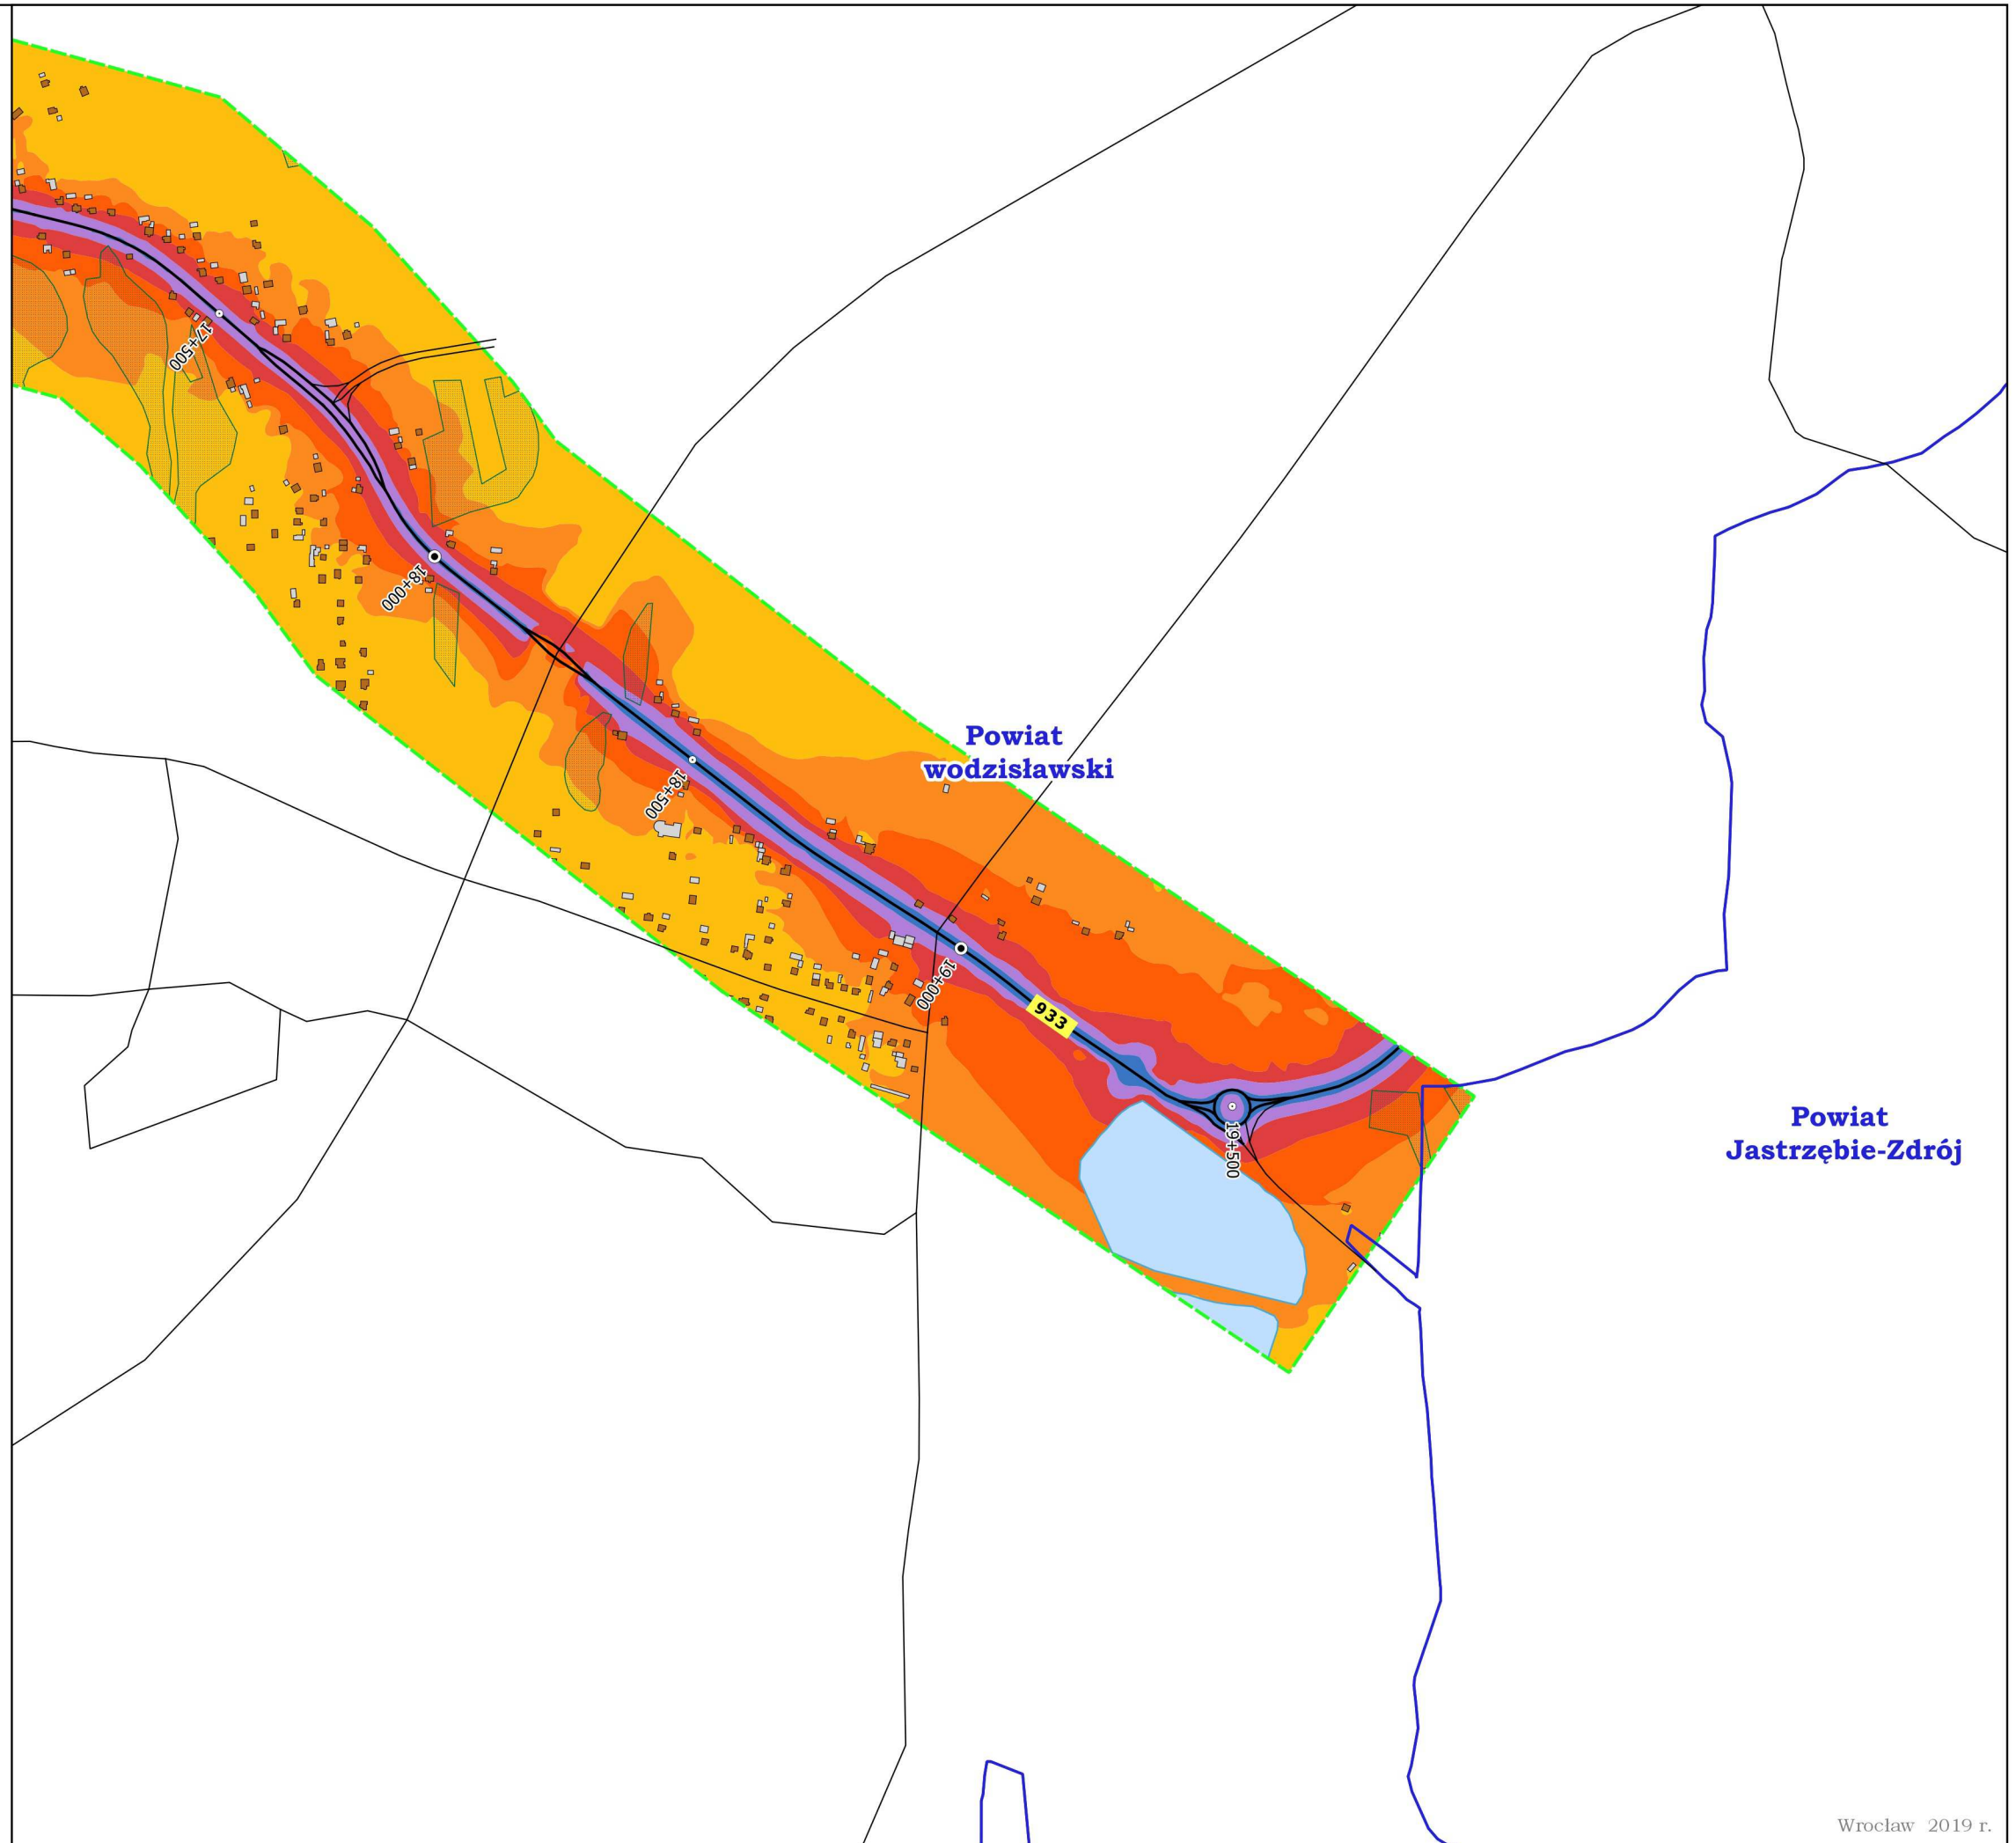 17+500
18+000
Powiat
wodzisławski
18+500
19+000
933
Powiat
Jastrzębie-Zdrój
19+500
Wrocław 2019 r.